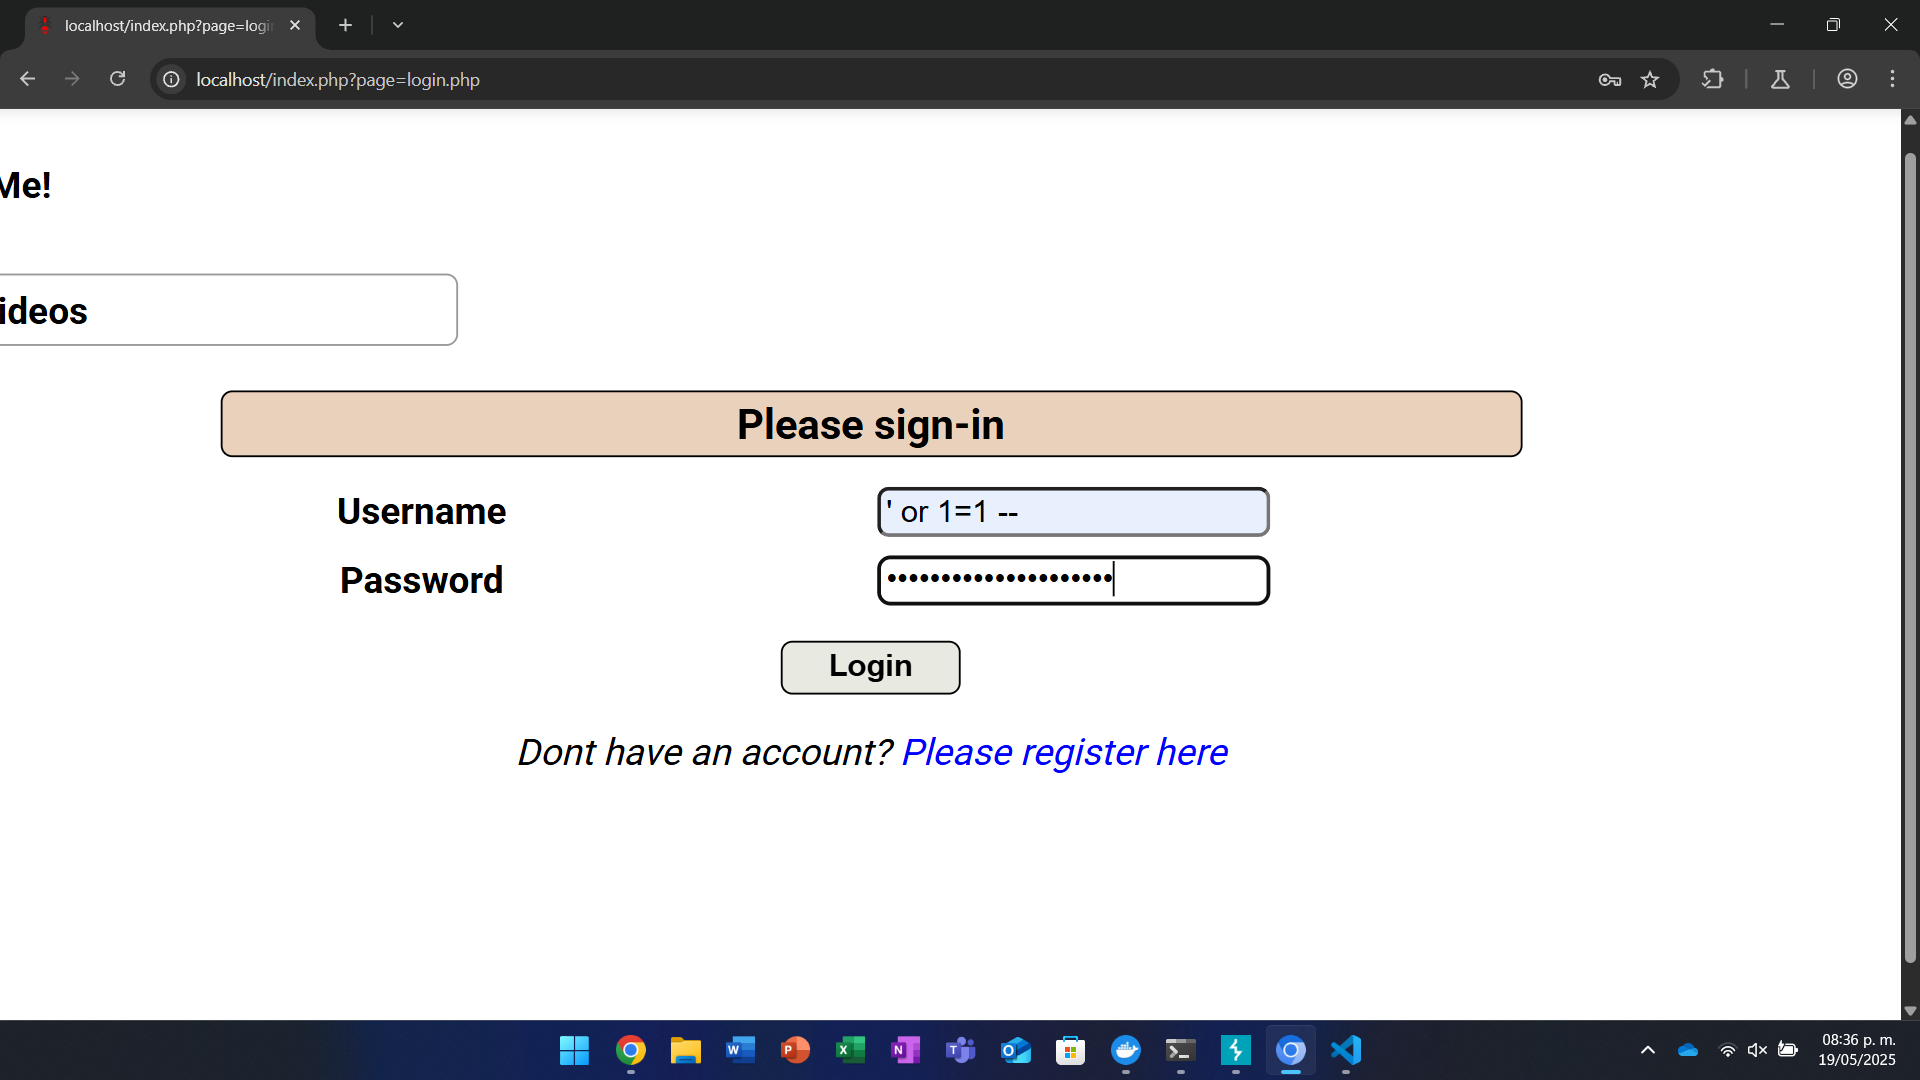 localhost/index.php?page=logi
localhost/index.php?page=login.php
Me!
ideos
Please sign-in
Username
' or 1=1 --
Password
•••••••••••••••••••••
Login
Dont have an account? Please register here
08:36 p. m.
19/05/2025